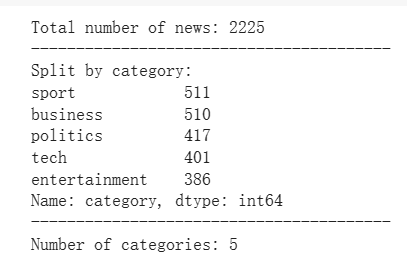 Total number of news: 2225
----------------------------------------
Split by category:
sport            511
business         510
politics         417
tech             401
entertainment    386
Name: category, dtype: int64
----------------------------------------
Number of categories: 5